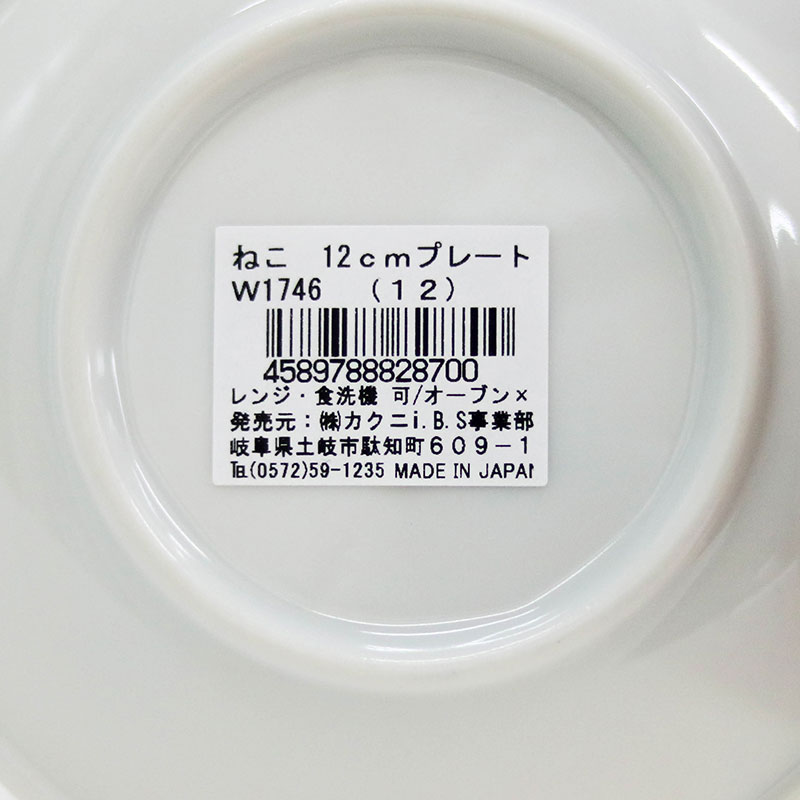 ねこ　12ｃｍプレート
W1746　（１２）
4589788828700
レンジ・食洗機 可/オーブン×
発売元：㈱カクニi.B.S事業部
岐阜県土岐市駄知町６０９－１
℡(0572)59-1235 MADE IN JAPAN